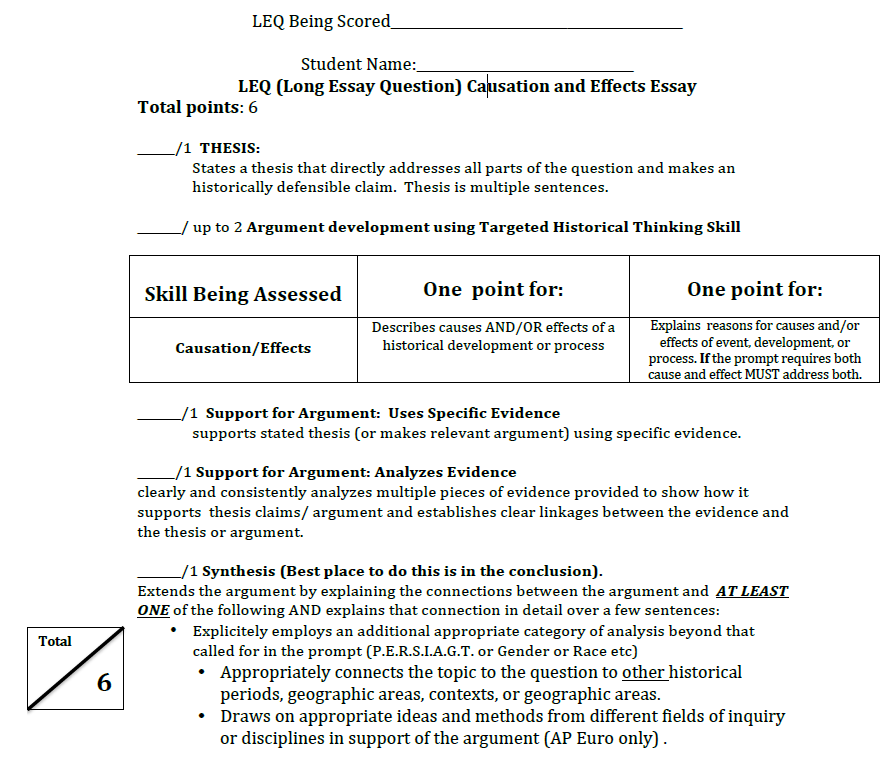 LEQ Being Scored___________________________________
Student Name:__________________________
LEQ (Long Essay Question) Causation and Effects Essay
Total points: 6
_____/1 THESIS:
States a thesis that directly addresses all parts of the question and makes an
historically defensible claim. Thesis is multiple sentences.
______/ up to 2 Argument development using Targeted Historical Thinking Skill
Skill Being Assessed
One point for:
One point for:
Causation/Effects
Describes causes AND/OR effects of a
historical development or process
Explains reasons for causes and/or
effects of event, development, or
process. If the prompt requires both
cause and effect MUST address both.
______/1 Support for Argument: Uses Specific Evidence
supports stated thesis (or makes relevant argument) using specific evidence.
_____/1 Support for Argument: Analyzes Evidence
clearly and consistently analyzes multiple pieces of evidence provided to show how it
supports thesis claims/ argument and establishes clear linkages between the evidence and
the thesis or argument.
______/1 Synthesis (Best place to do this is in the conclusion).
Extends the argument by explaining the connections between the argument and AT LEAST
ONE of the following AND explains that connection in detail over a few sentences:
• Explicitely employs an additional appropriate category of analysis beyond that
called for in the prompt (P.E.R.S.I.A.G.T. or Gender or Race etc)
• Appropriately connects the topic to the question to other historical
periods, geographic areas, contexts, or geographic areas.
• Draws on appropriate ideas and methods from different fields of inquiry
or disciplines in support of the argument (AP Euro only) .
Total
6